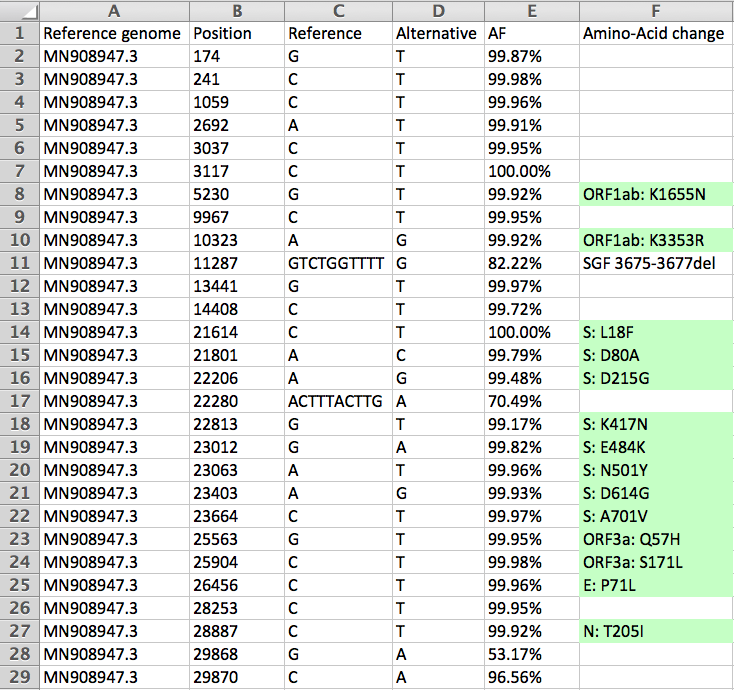 A B C D E F
1 Reference genome Position Reference Alternative AF Amino-Acid change
2 MN908947.3 174 G T 99.87%
3 MN908947.3 241 C T 99.98%
4 MN908947.3 1059 C T 99.96%
5 MN908947.3 2692 A T 99.91%
6 MN908947.3 3037 C T 99.95%
7 MN908947.3 3117 C T 100.00%
8 MN908947.3 5230 G T 99.92% ORF1ab: K1655N
9 MN908947.3 9967 C T 99.95%
10 MN908947.3 10323 A G 99.92% ORF1ab: K3353R
11 MN908947.3 11287 GTCTGGTTTT G 82.22% SGF 3675-3677del
12 MN908947.3 13441 G T 99.97%
13 MN908947.3 14408 C T 99.72%
14 MN908947.3 21614 C T 100.00% S: L18F
15 MN908947.3 21801 A C 99.79% S: D80A
16 MN908947.3 22206 A G 99.48% S: D215G
17 MN908947.3 22280 ACTTTACTTG A 70.49%
18 MN908947.3 22813 G T 99.17% S: K417N
19 MN908947.3 23012 G A 99.82% S: E484K
20 MN908947.3 23063 A T 99.96% S: N501Y
21 MN908947.3 23403 A G 99.93% S: D614G
22 MN908947.3 23664 C T 99.97% S: A701V
23 MN908947.3 25563 G T 99.95% ORF3a: Q57H
24 MN908947.3 25904 C T 99.98% ORF3a: S171L
25 MN908947.3 26456 C T 99.96% E: P71L
26 MN908947.3 28253 C T 99.95%
27 MN908947.3 28887 C T 99.92% N: T205I
28 MN908947.3 29868 G A 53.17%
29 MN908947.3 29870 C A 96.56%